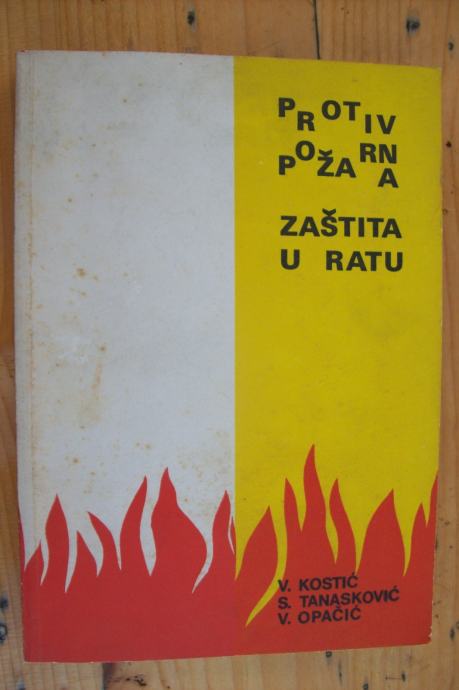 PROTIV
POŽARNA
ZAŠTITA
U RATU
V. KOSTIĆ
S. TANASKOVIĆ
V. OPAČIĆ